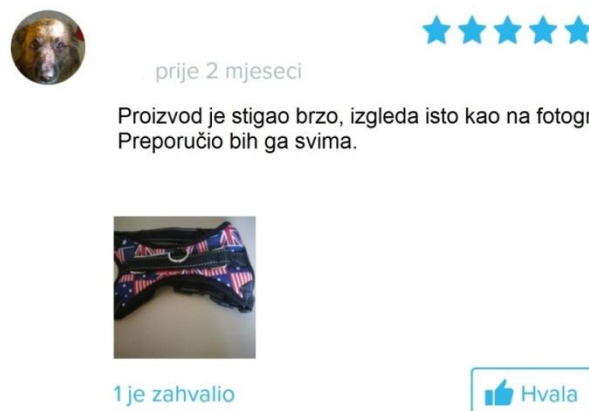 prije 2 mjeseci
Proizvod je stigao brzo, izgleda isto kao na
Preporučio bih ga svima.
1 je zahvalio
Hvala